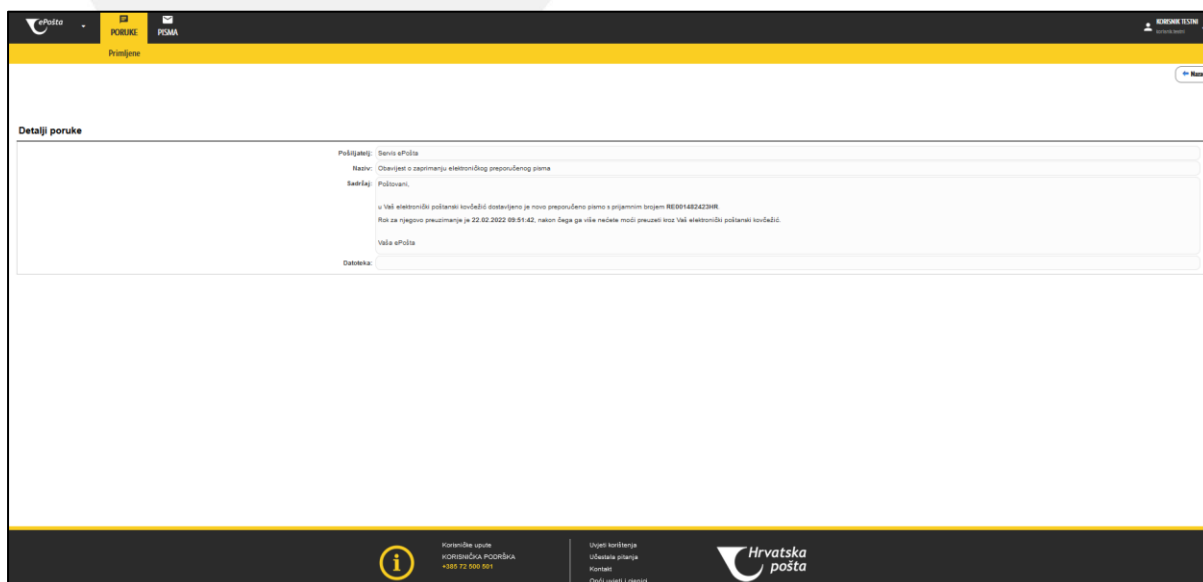 ePošta
PORUKE
PISMA
KORISNIK TESTNI
Primljene
Detalji poruke
Pošiljatelj: Servis ePošta
Naziv: Obavijest o zaprimanju elektroničkog preporučenog pisma
Sadržaj: Poštovani,
u Vaš elektronički poštanski kovčežić dostavljeno je novo preporučeno pismo s prijamnim brojem RE001482423HR.
Rok za njegovo preuzimanje je 22.02.2022 09:51:42, nakon čega ga više nećete moći preuzeti kroz Vaš elektronički poštanski kovčežić.
Vaša ePošta
Datoteka:
Korisničke upute
KORISNIČKA PODRŠKA
+385 72 500 501
Uvjeti korištenja
Učestala pitanja
Kontakt
Opći uvjeti i cjenici
Hrvatska
pošta